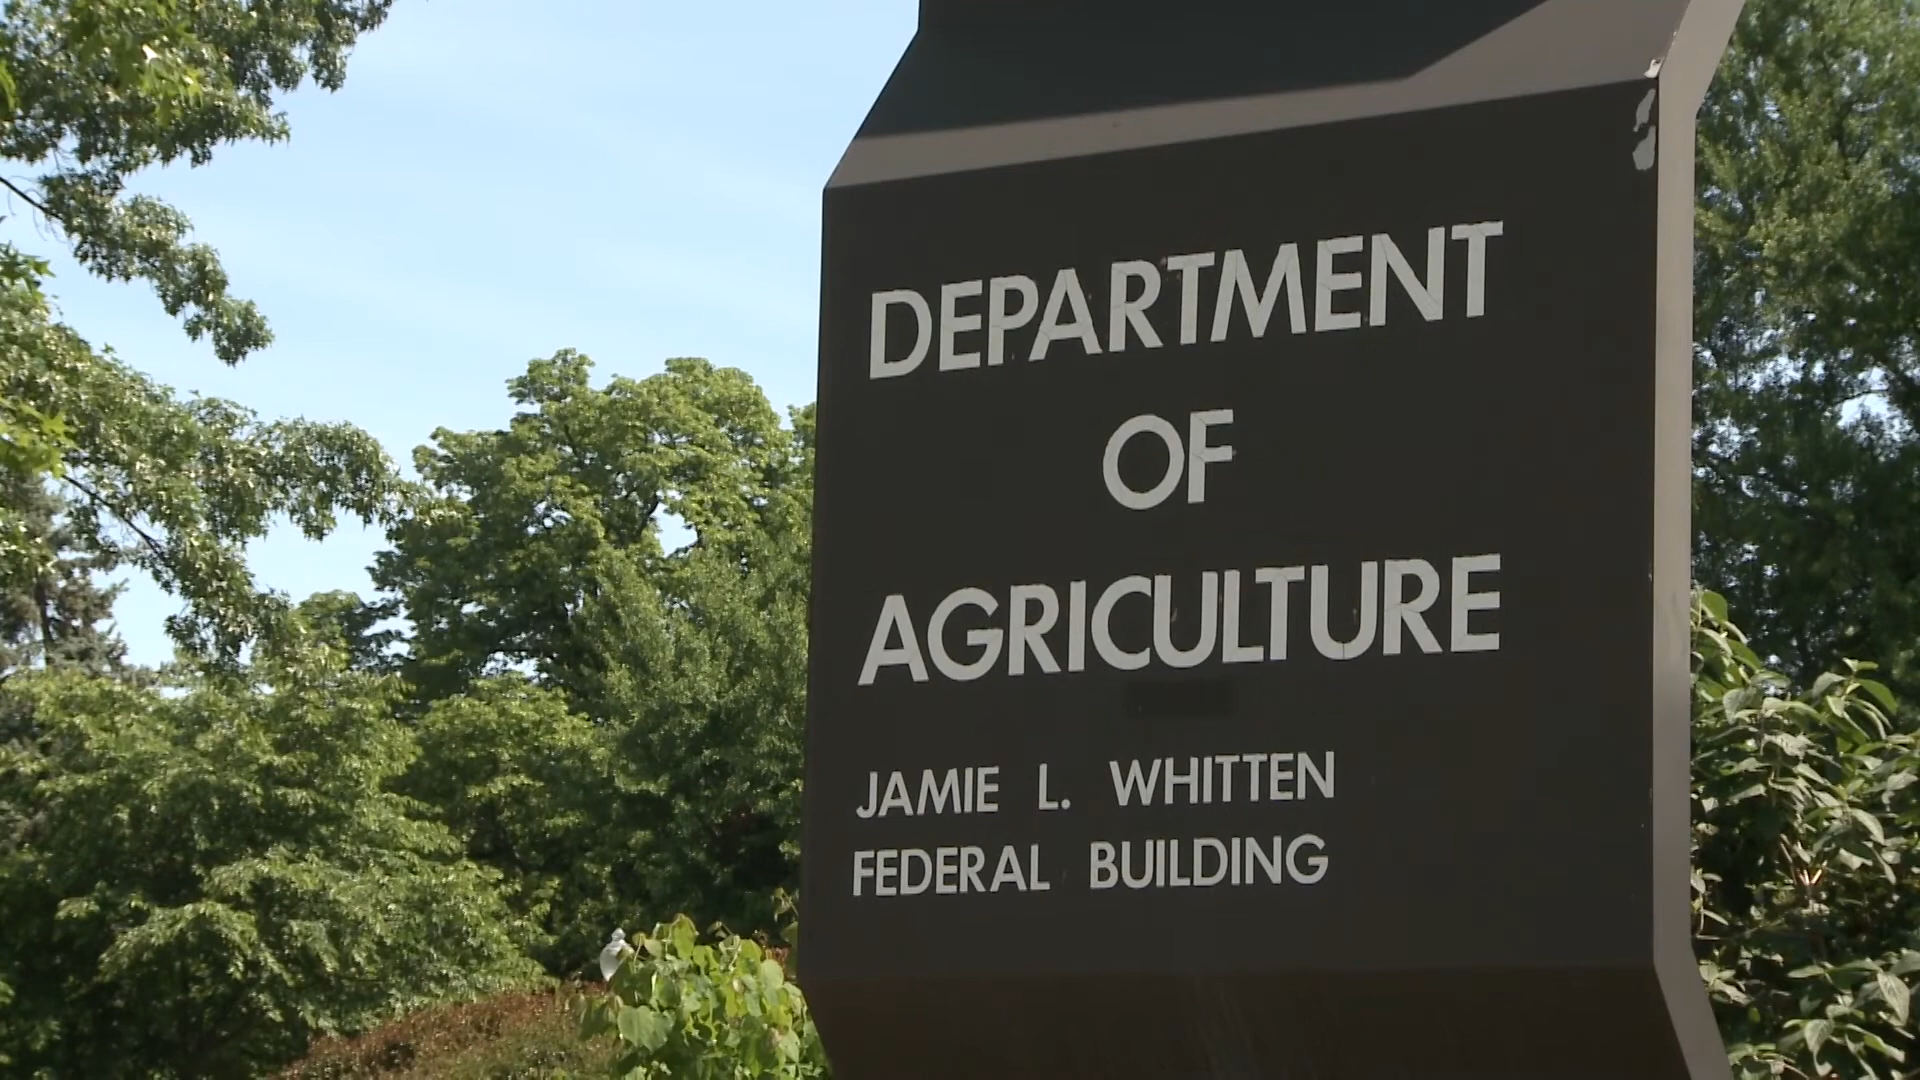 DEPARTMENT
OF
AGRICULTURE
JAMIE L. WHITTEN
FEDERAL BUILDING